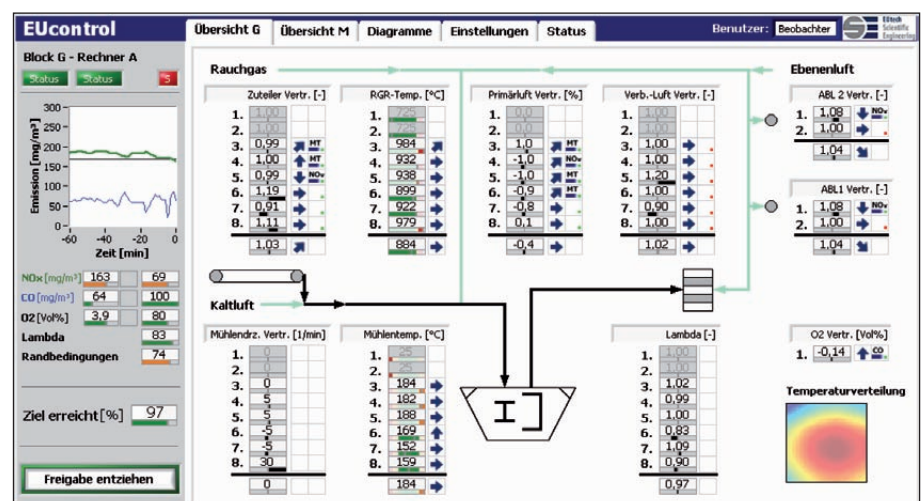 EUcontrol
Übersicht G Übersicht M Diagramme Einstellungen Status
Benutzer: Beobachter
EUtech Scientific Engineering
Block G - Rechner A
Status Status S
Emission [mg/m³]
300
250
200
150
100
50
0
-60 -40 -20 0
Zeit [min]
NOx [mg/m³] 163 69
CO [mg/m³] 64 100
O2 [Vol%] 3,9 80
Lambda 83
Randbedingungen 74
Ziel erreicht [%] 97
Freigabe entziehen
Rauchgas
Ebenenluft
Zuteiler Vertr. [-]
1. 1,00
2. 1,00
3. 0,99 MT
4. 1,00 MT
5. 0,99 NOx
6. 1,19
7. 0,91
8. 1,11
1,03
RGR-Temp. [°C]
1. 725
2. 725
3. 984
4. 932
5. 938
6. 899
7. 922
8. 979
884
Primärluft Vertr. [%]
1. 0,0
2. 0,0
3. 1,0 MT
4. -1,0 NOx
5. -1,0 MT
6. -0,9 MT
7. -0,8
8. 0,1
-0,4
Verb.-Luft Vertr. [-]
1. 1,00
2. 1,00
3. 1,00
4. 1,00
5. 1,20
6. 1,00
7. 0,90
8. 1,00
1,02
ABL 2 Vertr. [-]
1. 1,08 NOx
2. 1,00
1,04
ABL1 Vertr. [-]
1. 1,08 NOx
2. 1,00
1,04
Kaltluft
Mühlendrz. Vertr. [1/min]
1. 0
2. 0
3. 0
4. 5
5. 5
6. -5
7. -5
8. 30
0
Mühlentemp. [°C]
1. 25
2. 25
3. 184
4. 182
5. 188
6. 169
7. 152
8. 159
184
Lambda [-]
1. 1,00
2. 1,00
3. 1,02
4. 0,99
5. 1,00
6. 0,83
7. 1,09
8. 0,90
0,97
O2 Vertr. [Vol%]
1. -0,14 CO
Temperaturverteilung